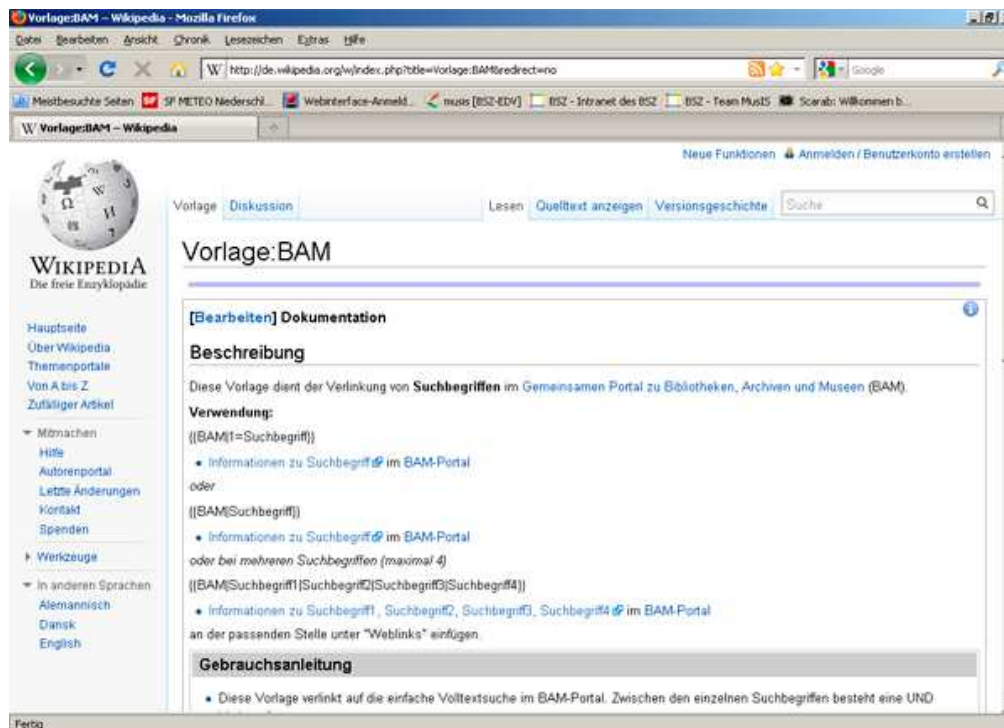 Vorlage:BAM – Wikipedia - Mozilla Firefox
Datei Bearbeiten Ansicht Chronik Lesezeichen Extras Hilfe
http://de.wikipedia.org/w/index.php?title=Vorlage:BAM&redirect=no
Google
Meistbesuchte Seiten SF METEO Niederschl... Webinterface-Anmeld... musis [BSZ-EDV] BSZ - Intranet des BSZ BSZ - Team MusIS Scarab: Willkommen b...
Vorlage:BAM – Wikipedia
Neue Funktionen Anmelden / Benutzerkonto erstellen
Vorlage Diskussion Lesen Quelltext anzeigen Versionsgeschichte Suche
WIKIPEDIA
Die freie Enzyklopädie
Hauptseite
Über Wikipedia
Themenportale
Von A bis Z
Zufälliger Artikel
Mitmachen
Hilfe
Autorenportal
Letzte Änderungen
Kontakt
Spenden
Werkzeuge
In anderen Sprachen
Alemannisch
Dansk
English
Vorlage:BAM
[Bearbeiten] Dokumentation
Beschreibung
Diese Vorlage dient der Verlinkung von Suchbegriffen im Gemeinsamen Portal zu Bibliotheken, Archiven und Museen (BAM).
Verwendung:
{{BAM|1=Suchbegriff}}
• Informationen zu Suchbegriff im BAM-Portal
oder
{{BAM|Suchbegriff}}
• Informationen zu Suchbegriff im BAM-Portal
oder bei mehreren Suchbegriffen (maximal 4)
{{BAM|Suchbegriff1|Suchbegriff2|Suchbegriff3|Suchbegriff4}}
• Informationen zu Suchbegriff1, Suchbegriff2, Suchbegriff3, Suchbegriff4 im BAM-Portal
an der passenden Stelle unter "Weblinks" einfügen
Gebrauchsanleitung
• Diese Vorlage verlinkt auf die einfache Volltextsuche im BAM-Portal. Zwischen den einzelnen Suchbegriffen besteht eine UND
Fertig